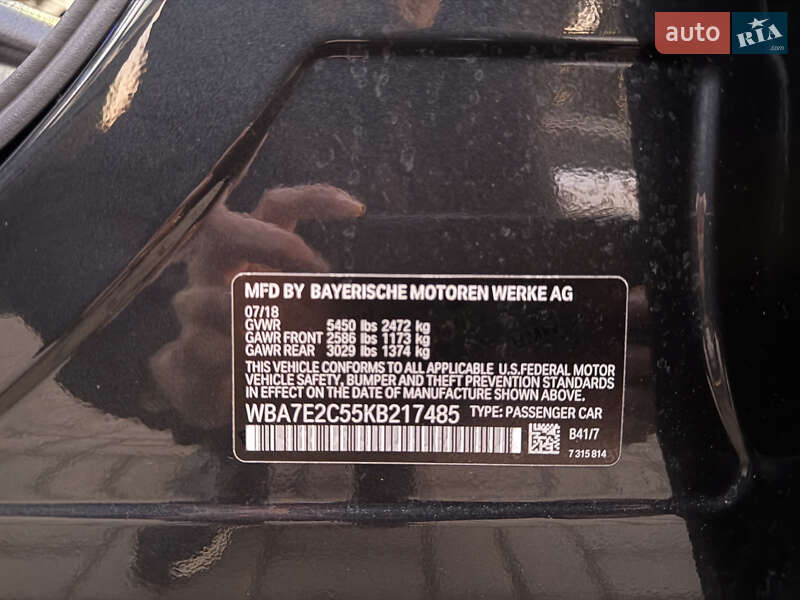 auto RIA .com
MFD BY BAYERISCHE MOTOREN WERKE AG
07/18
GVWR 5450 lbs 2472 kg
GAWR FRONT 2586 lbs 1173 kg
GAWR REAR 3029 lbs 1374 kg
THIS VEHICLE CONFORMS TO ALL APPLICABLE U.S.FEDERAL MOTOR
VEHICLE SAFETY, BUMPER AND THEFT PREVENTION STANDARDS
IN EFFECT ON THE DATE OF MANUFACTURE SHOWN ABOVE.
WBA7E2C55KB217485 TYPE: PASSENGER CAR
B41/7
7 315 814